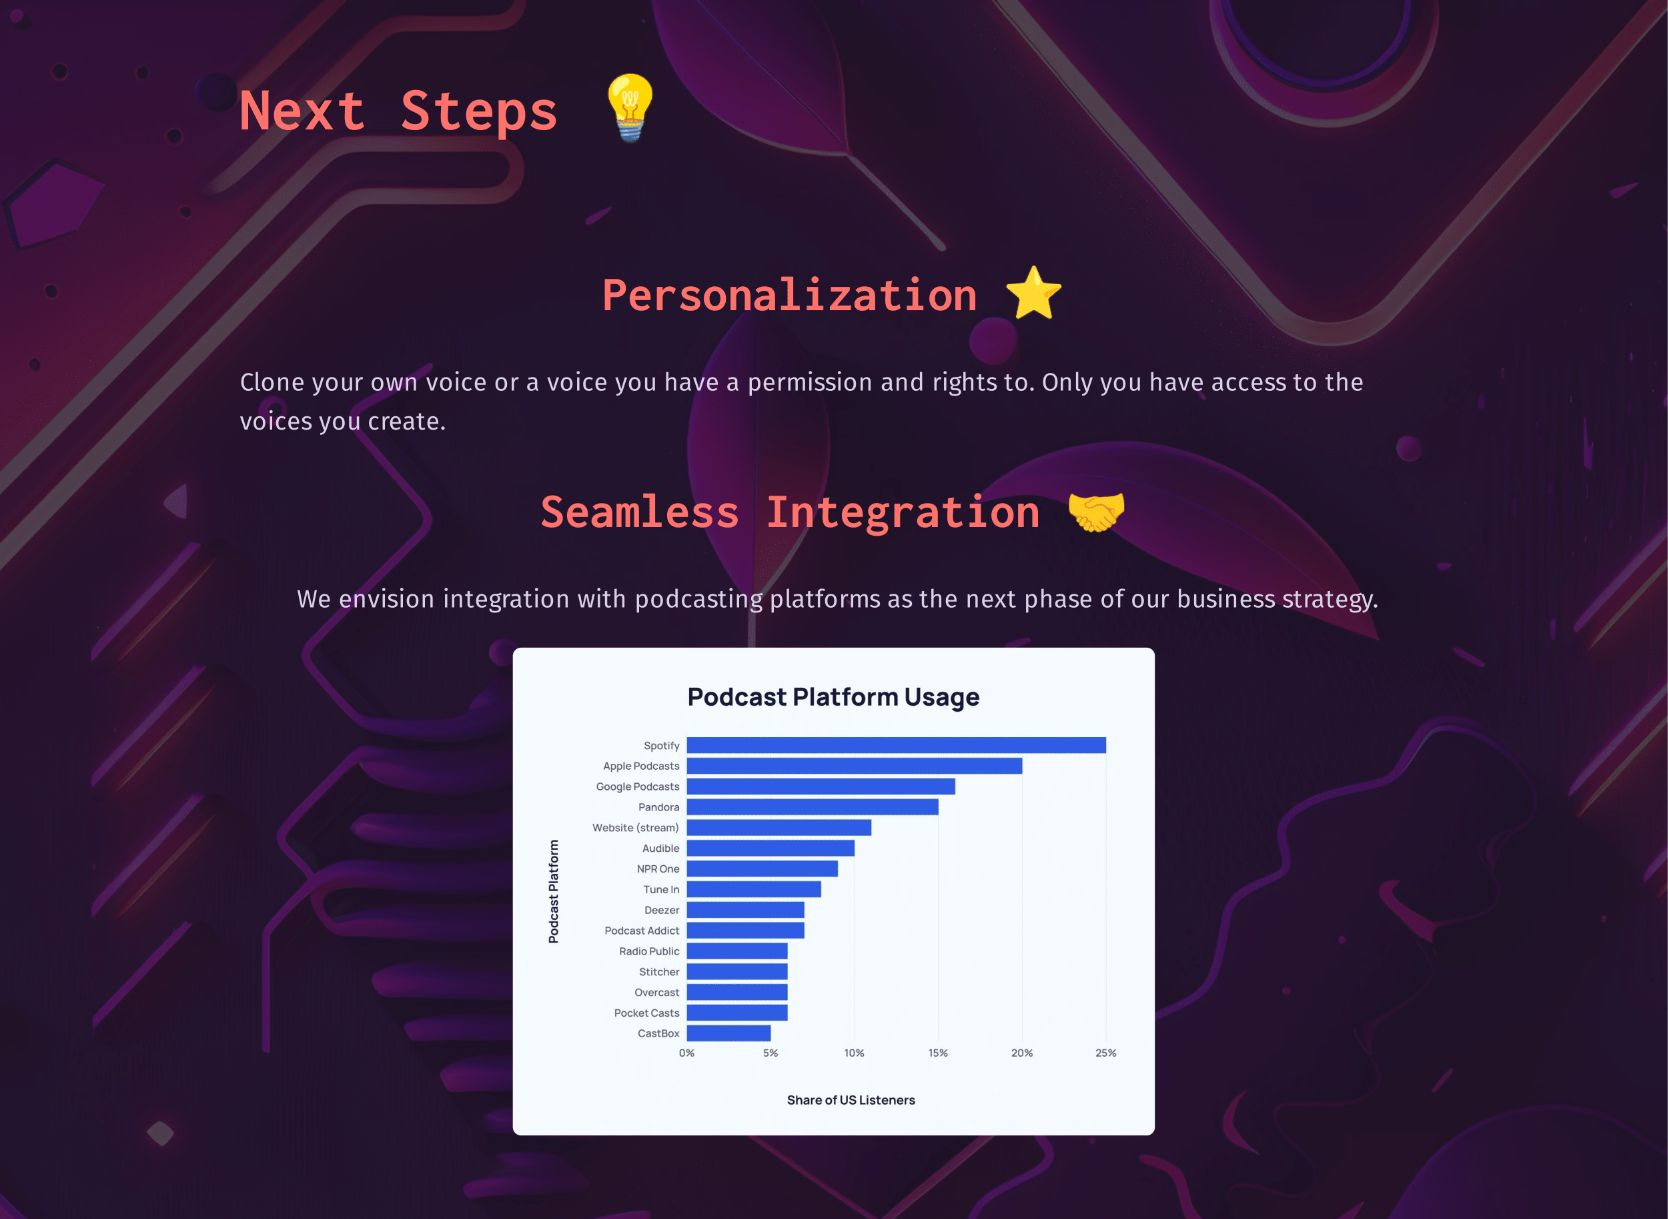 Next Steps 💡
Personalization ⭐
Clone your own voice or a voice you have a permission and rights to. Only you have access to the
voices you create.
Seamless Integration 🤝
We envision integration with podcasting platforms as the next phase of our business strategy.
Podcast Platform Usage
Podcast Platform
Spotify
Apple Podcasts
Google Podcasts
Pandora
Website (stream)
Audible
NPR One
Tune In
Deezer
Podcast Addict
Radio Public
Stitcher
Overcast
Pocket Casts
CastBox
0% 5% 10% 15% 20% 25%
Share of US Listeners